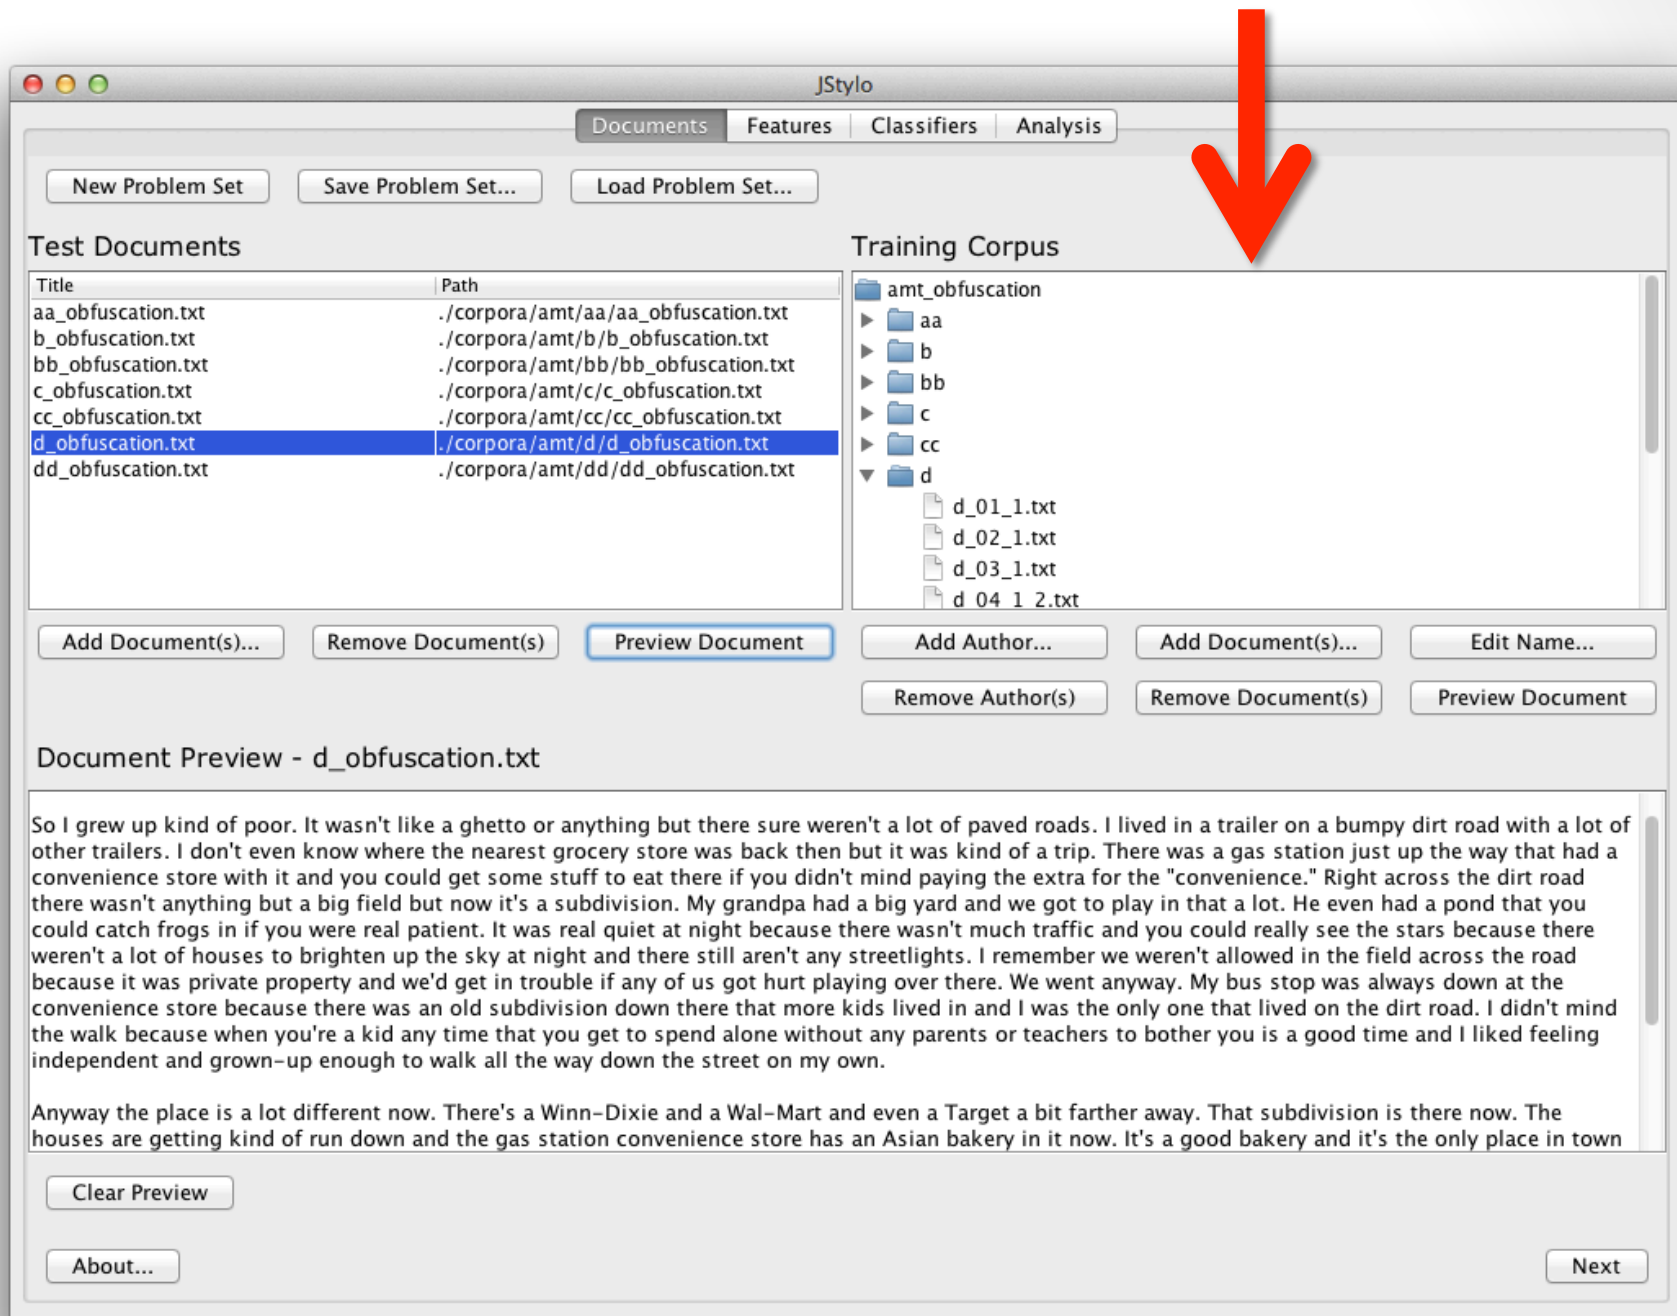 JStylo
Documents Features Classifiers Analysis
New Problem Set Save Problem Set... Load Problem Set...
Test Documents
Title Path
aa_obfuscation.txt ./corpora/amt/aa/aa_obfuscation.txt
b_obfuscation.txt ./corpora/amt/b/b_obfuscation.txt
bb_obfuscation.txt ./corpora/amt/bb/bb_obfuscation.txt
c_obfuscation.txt ./corpora/amt/c/c_obfuscation.txt
cc_obfuscation.txt ./corpora/amt/cc/cc_obfuscation.txt
d_obfuscation.txt ./corpora/amt/d/d_obfuscation.txt
dd_obfuscation.txt ./corpora/amt/dd/dd_obfuscation.txt
Add Document(s)... Remove Document(s) Preview Document
Training Corpus
amt_obfuscation
aa
b
bb
c
cc
d
d_01_1.txt
d_02_1.txt
d_03_1.txt
d_04_1_2.txt
Add Author... Add Document(s)... Edit Name...
Remove Author(s) Remove Document(s) Preview Document
Document Preview - d_obfuscation.txt
So I grew up kind of poor. It wasn't like a ghetto or anything but there sure weren't a lot of paved roads. I lived in a trailer on a bumpy dirt road with a lot of
other trailers. I don't even know where the nearest grocery store was back then but it was kind of a trip. There was a gas station just up the way that had a
convenience store with it and you could get some stuff to eat there if you didn't mind paying the extra for the "convenience." Right across the dirt road
there wasn't anything but a big field but now it's a subdivision. My grandpa had a big yard and we got to play in that a lot. He even had a pond that you
could catch frogs in if you were real patient. It was real quiet at night because there wasn't much traffic and you could really see the stars because there
weren't a lot of houses to brighten up the sky at night and there still aren't any streetlights. I remember we weren't allowed in the field across the road
because it was private property and we'd get in trouble if any of us got hurt playing over there. We went anyway. My bus stop was always down at the
convenience store because there was an old subdivision down there that more kids lived in and I was the only one that lived on the dirt road. I didn't mind
the walk because when you're a kid any time that you get to spend alone without any parents or teachers to bother you is a good time and I liked feeling
independent and grown-up enough to walk all the way down the street on my own.
Anyway the place is a lot different now. There's a Winn-Dixie and a Wal-Mart and even a Target a bit farther away. That subdivision is there now. The
houses are getting kind of run down and the gas station convenience store has an Asian bakery in it now. It's a good bakery and it's the only place in town
Clear Preview
About... Next